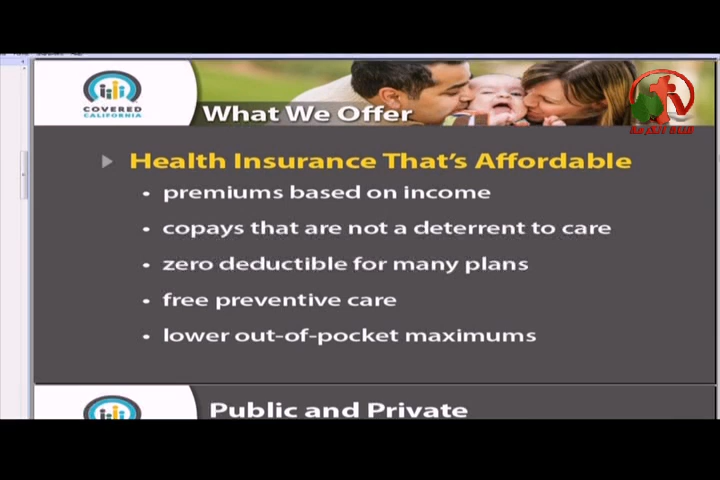 COVERED
CALIFORNIA
What We Offer
Health Insurance That's Affordable
• premiums based on income
• copays that are not a deterrent to care
• zero deductible for many plans
• free preventive care
• lower out-of-pocket maximums
Public and Private